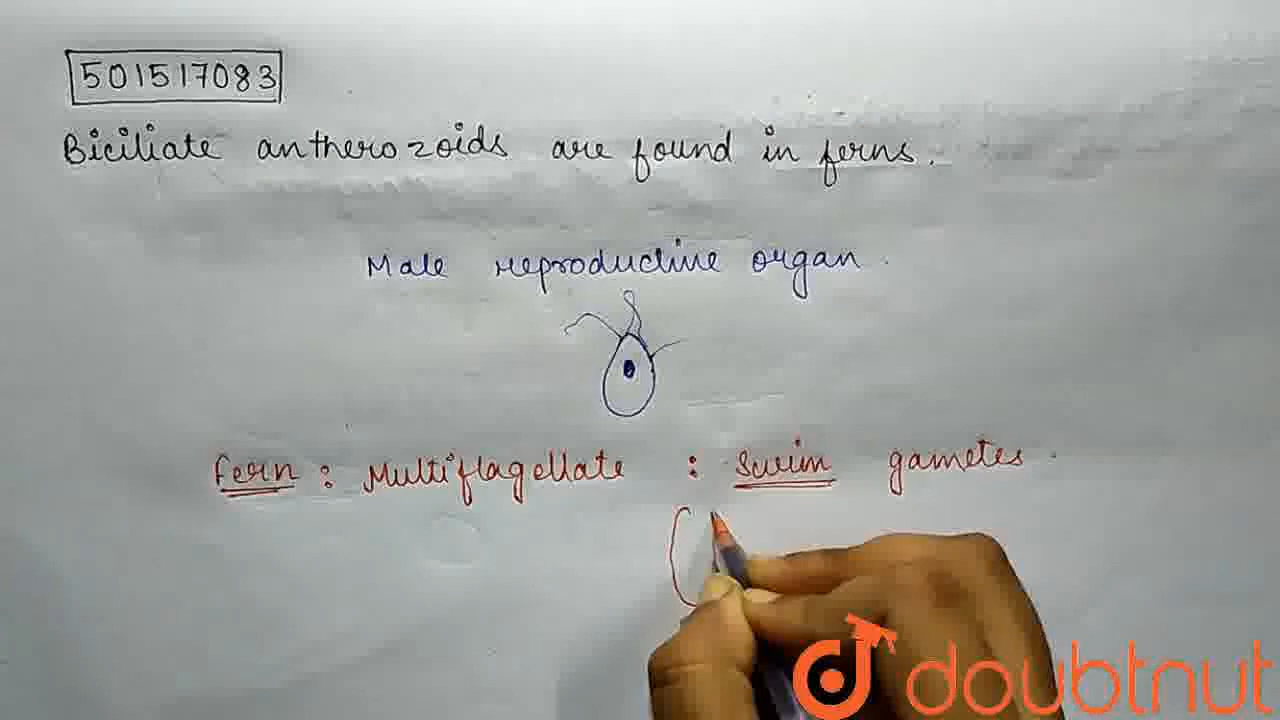 501517083
Biciliate antherozoids are found in ferns.
Male reproductive organ.
Fern : Multiflagellate : Swim gametes.
doubtnut